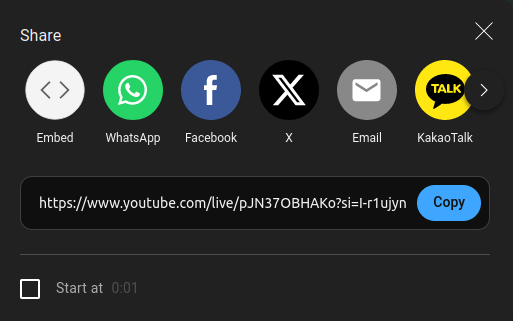 Share
TALK
Embed
WhatsApp
Facebook
X
Email
KakaoTalk
https://www.youtube.com/live/pJN37OBHAKo?si=I-r1ujyn
Copy
Start at 0:01